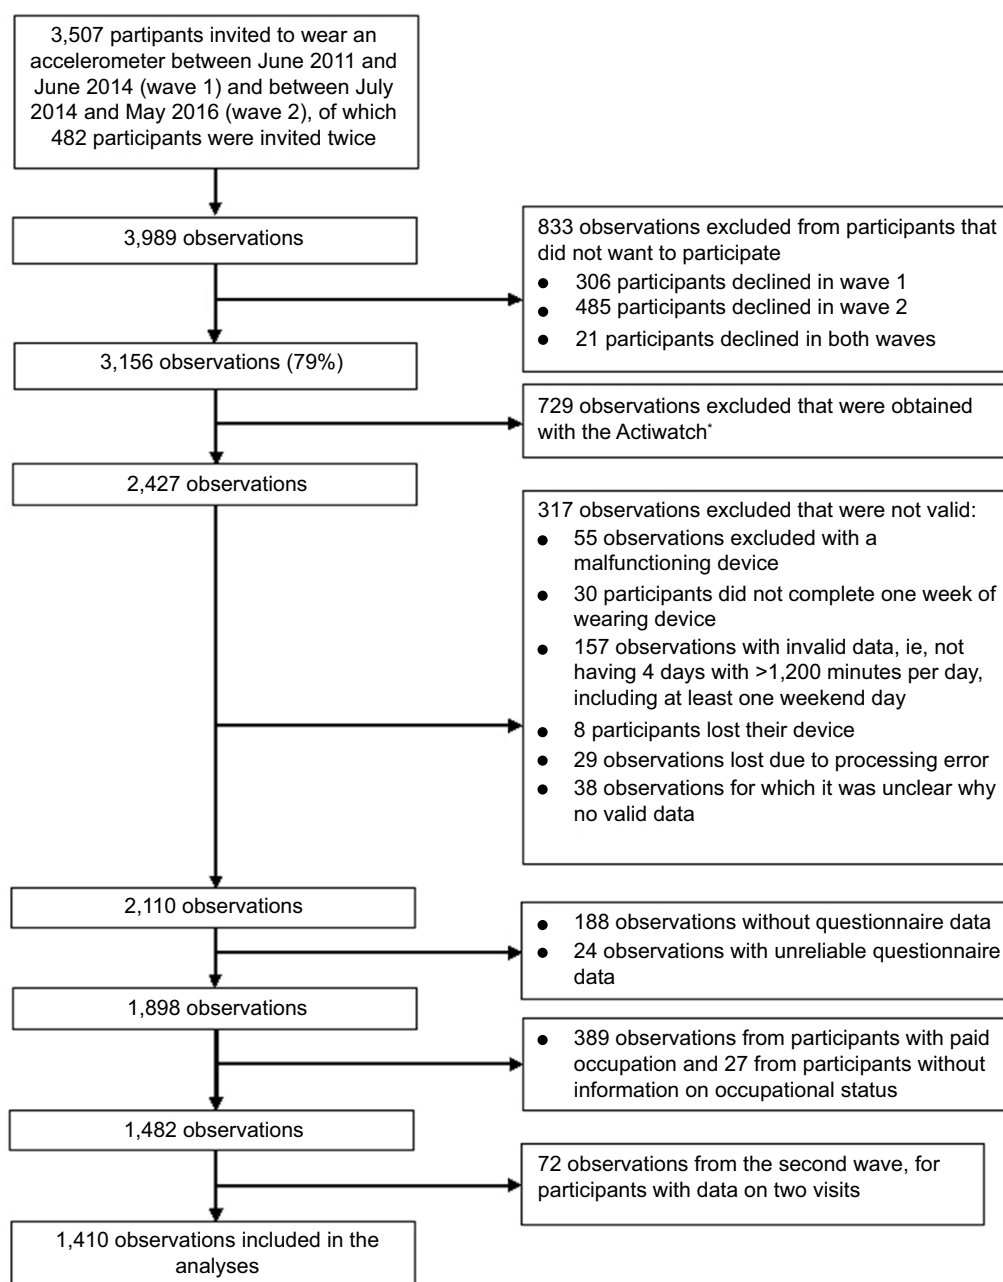 3,507 partipants invited to wear an
accelerometer between June 2011 and
June 2014 (wave 1) and between July
2014 and May 2016 (wave 2), of which
482 participants were invited twice
3,989 observations
833 observations excluded from participants that
did not want to participate
● 306 participants declined in wave 1
● 485 participants declined in wave 2
● 21 participants declined in both waves
3,156 observations (79%)
729 observations excluded that were obtained
with the Actiwatch*
2,427 observations
317 observations excluded that were not valid:
● 55 observations excluded with a
malfunctioning device
● 30 participants did not complete one week of
wearing device
● 157 observations with invalid data, ie, not
having 4 days with >1,200 minutes per day,
including at least one weekend day
● 8 participants lost their device
● 29 observations lost due to processing error
● 38 observations for which it was unclear why
no valid data
2,110 observations
● 188 observations without questionnaire data
● 24 observations with unreliable questionnaire
data
1,898 observations
● 389 observations from participants with paid
occupation and 27 from participants without
information on occupational status
1,482 observations
72 observations from the second wave, for
participants with data on two visits
1,410 observations included in the
analyses